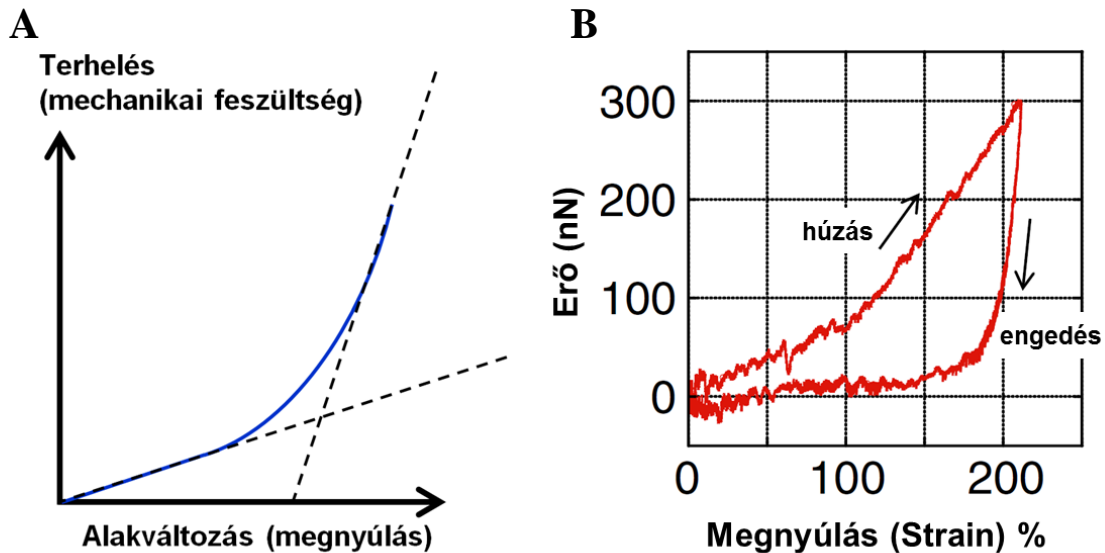 A
Terhelés
(mechanikai feszültség)
Alakváltozás (megnyúlás)
B
300
200
100
0
Erő (nN)
húzás
engedés
0
100
200
Megnyúlás (Strain) %